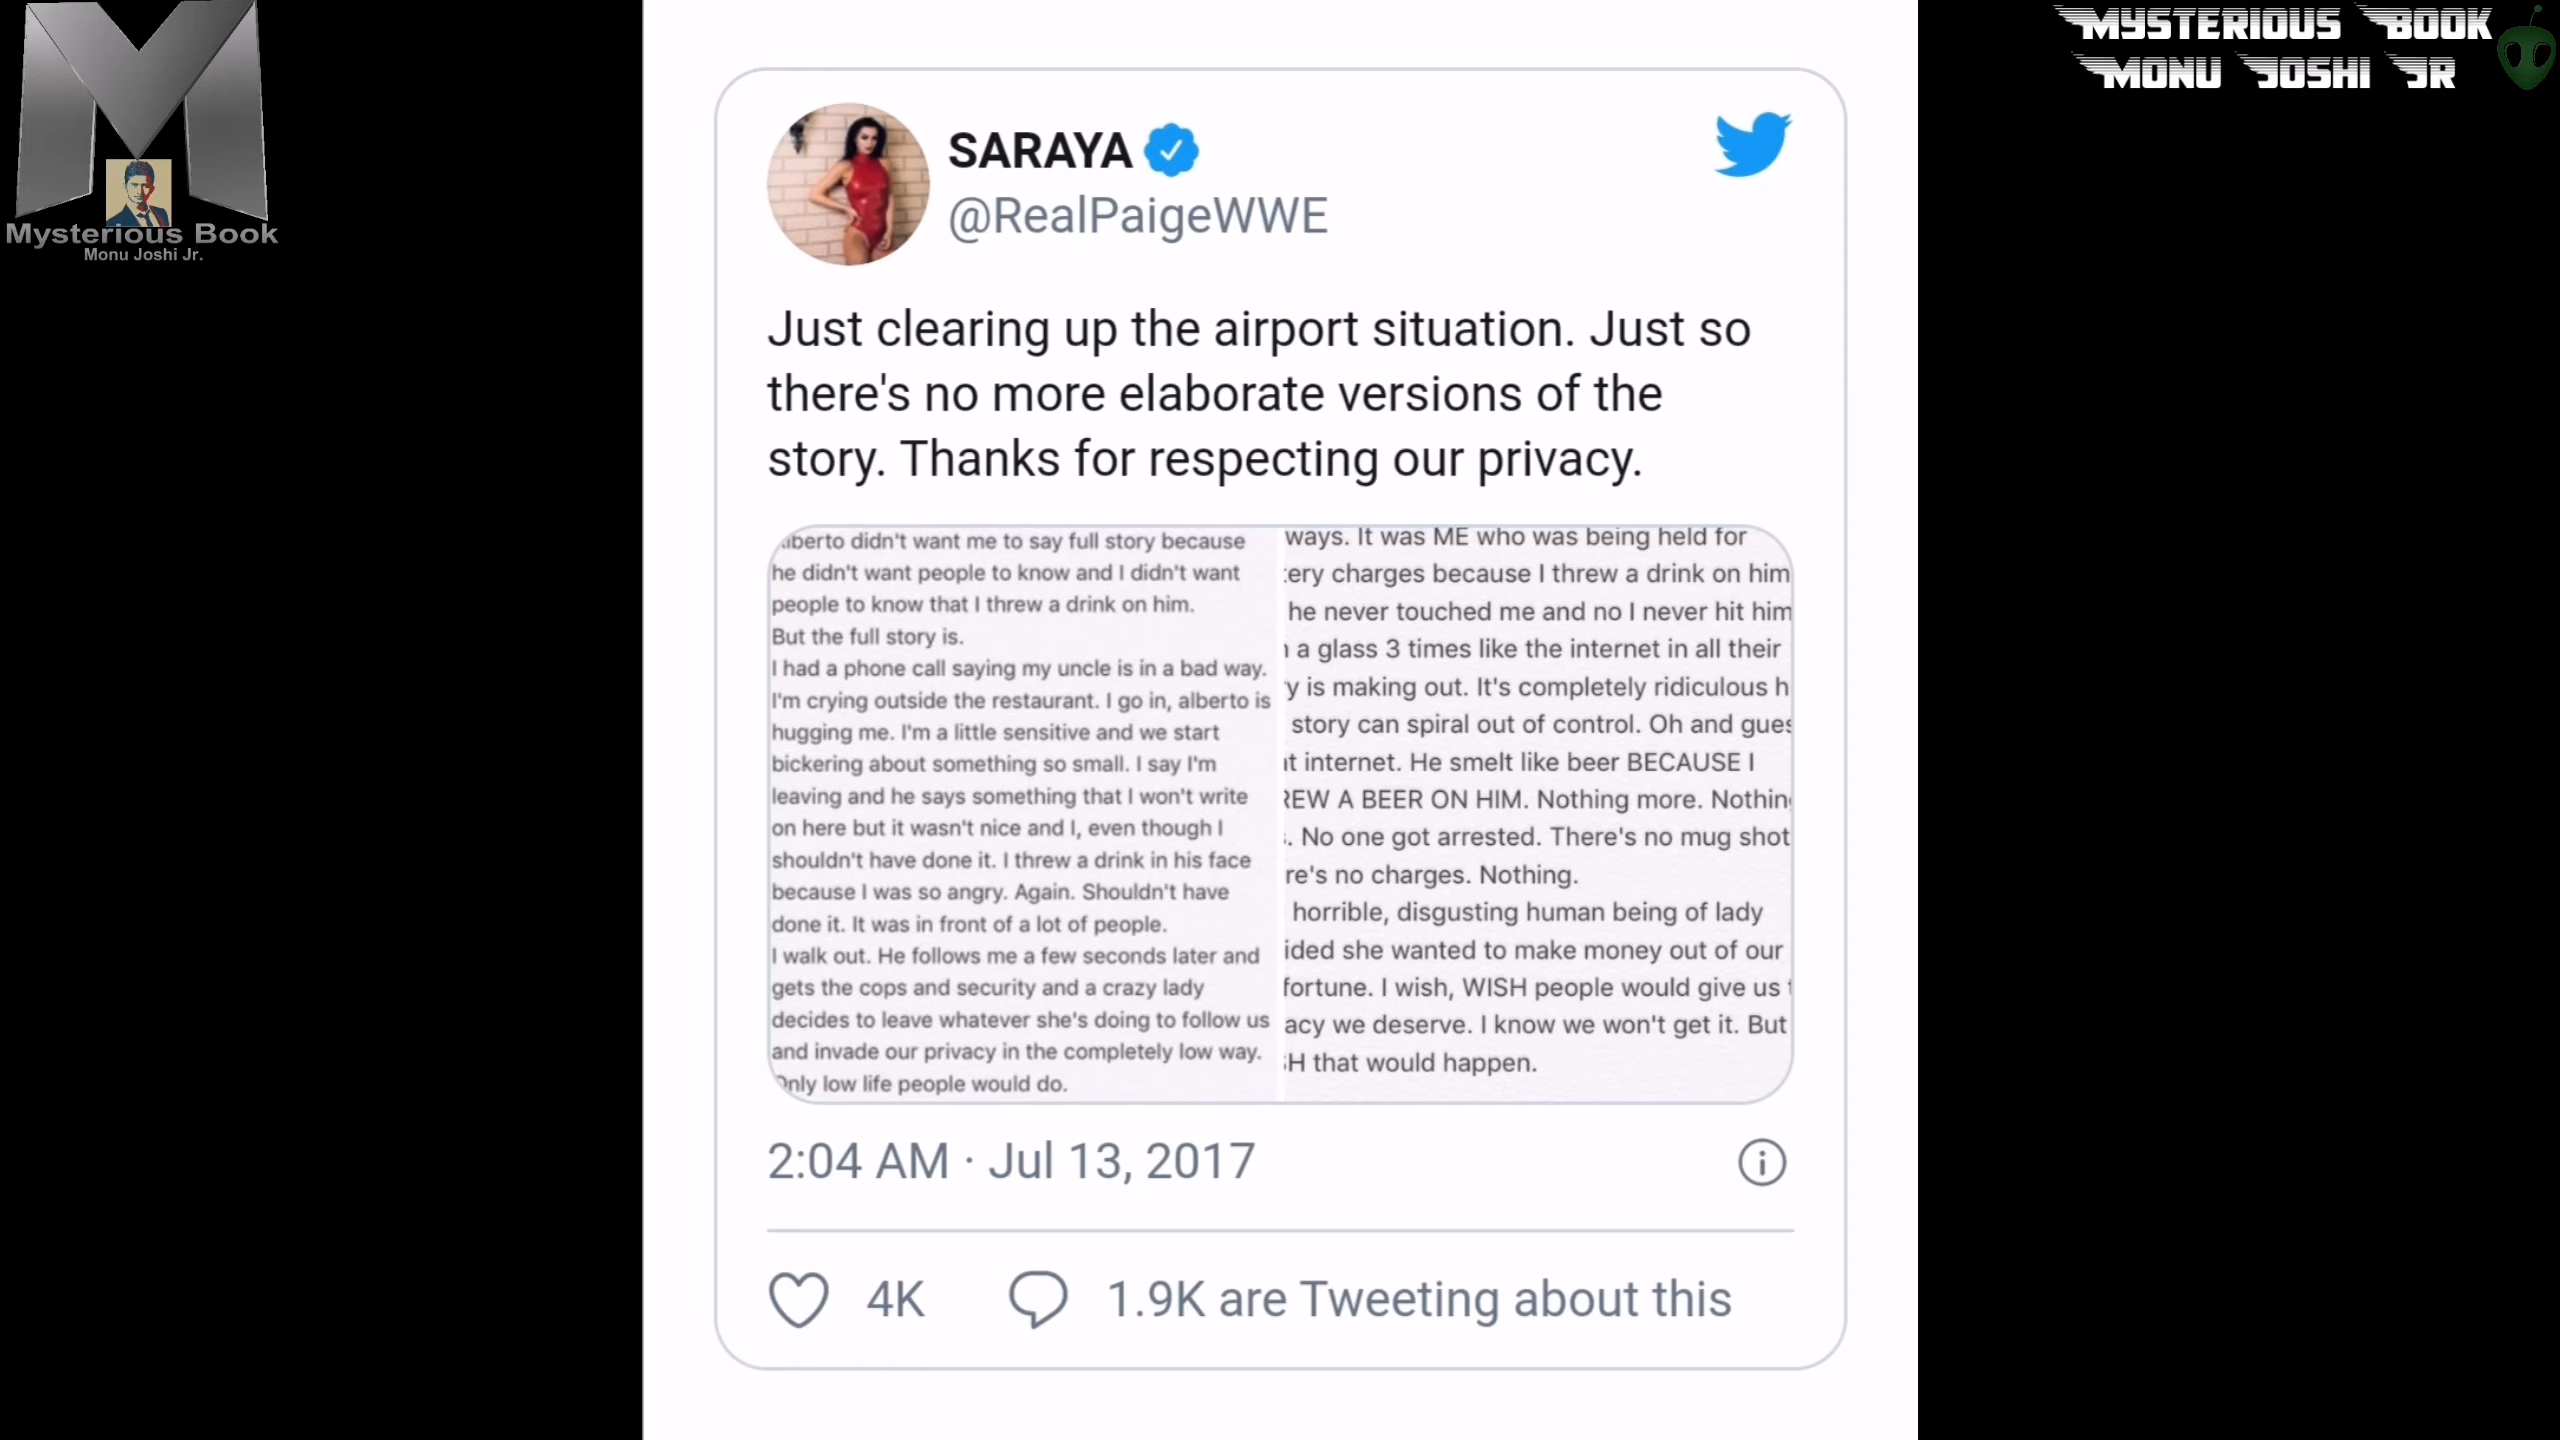 Mysterious Book
Monu Joshi Jr.
MYSTERIOUS BOOK
MONU JOSHI JR
SARAYA
@RealPaigeWWE
Just clearing up the airport situation. Just so
there's no more elaborate versions of the
story. Thanks for respecting our privacy.
lberto didn't want me to say full story because
he didn't want people to know and I didn't want
people to know that I threw a drink on him.
But the full story is.
I had a phone call saying my uncle is in a bad way.
I'm crying outside the restaurant. I go in, alberto is
hugging me. I'm a little sensitive and we start
bickering about something so small. I say I'm
leaving and he says something that I won't write
on here but it wasn't nice and I, even though I
shouldn't have done it. I threw a drink in his face
because I was so angry. Again. Shouldn't have
done it. It was in front of a lot of people.
I walk out. He follows me a few seconds later and
gets the cops and security and a crazy lady
decides to leave whatever she's doing to follow us
and invade our privacy in the completely low way.
Only low life people would do.
ways. It was ME who was being held for
ery charges because I threw a drink on him
he never touched me and no I never hit him
a glass 3 times like the internet in all their
y is making out. It's completely ridiculous h
story can spiral out of control. Oh and gues
t internet. He smelt like beer BECAUSE I
REW A BEER ON HIM. Nothing more. Nothin
. No one got arrested. There's no mug shot
re's no charges. Nothing.
horrible, disgusting human being of lady
ided she wanted to make money out of our
fortune. I wish, WISH people would give us
acy we deserve. I know we won't get it. But
H that would happen.
2:04 AM · Jul 13, 2017
4K
1.9K are Tweeting about this